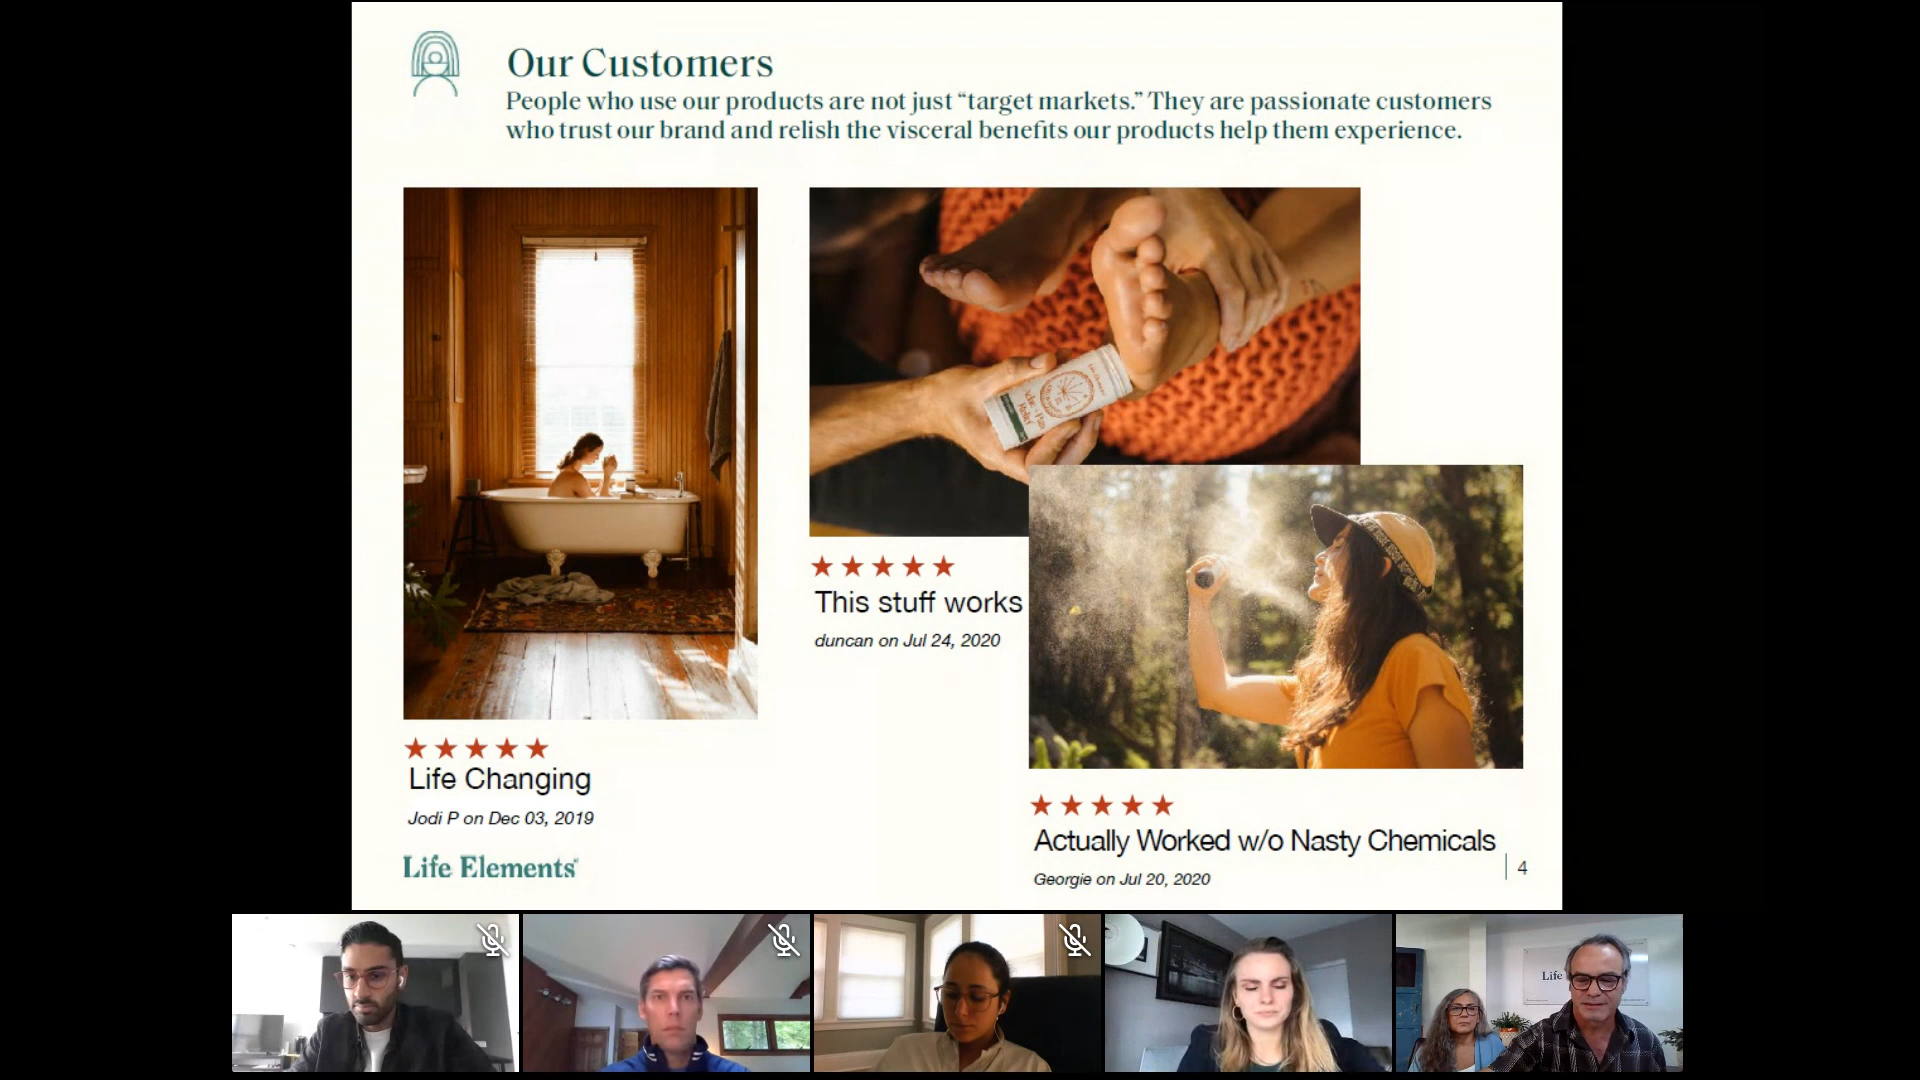 Our Customers
People who use our products are not just “target markets.” They are passionate customers
who trust our brand and relish the visceral benefits our products help them experience.
Ache + Pain
Relief
★★★★★
This stuff works
duncan on Jul 24, 2020
★★★★★
Life Changing
Jodi P on Dec 03, 2019
★★★★★
Actually Worked w/o Nasty Chemicals
Georgie on Jul 20, 2020
Life Elements
4
Life